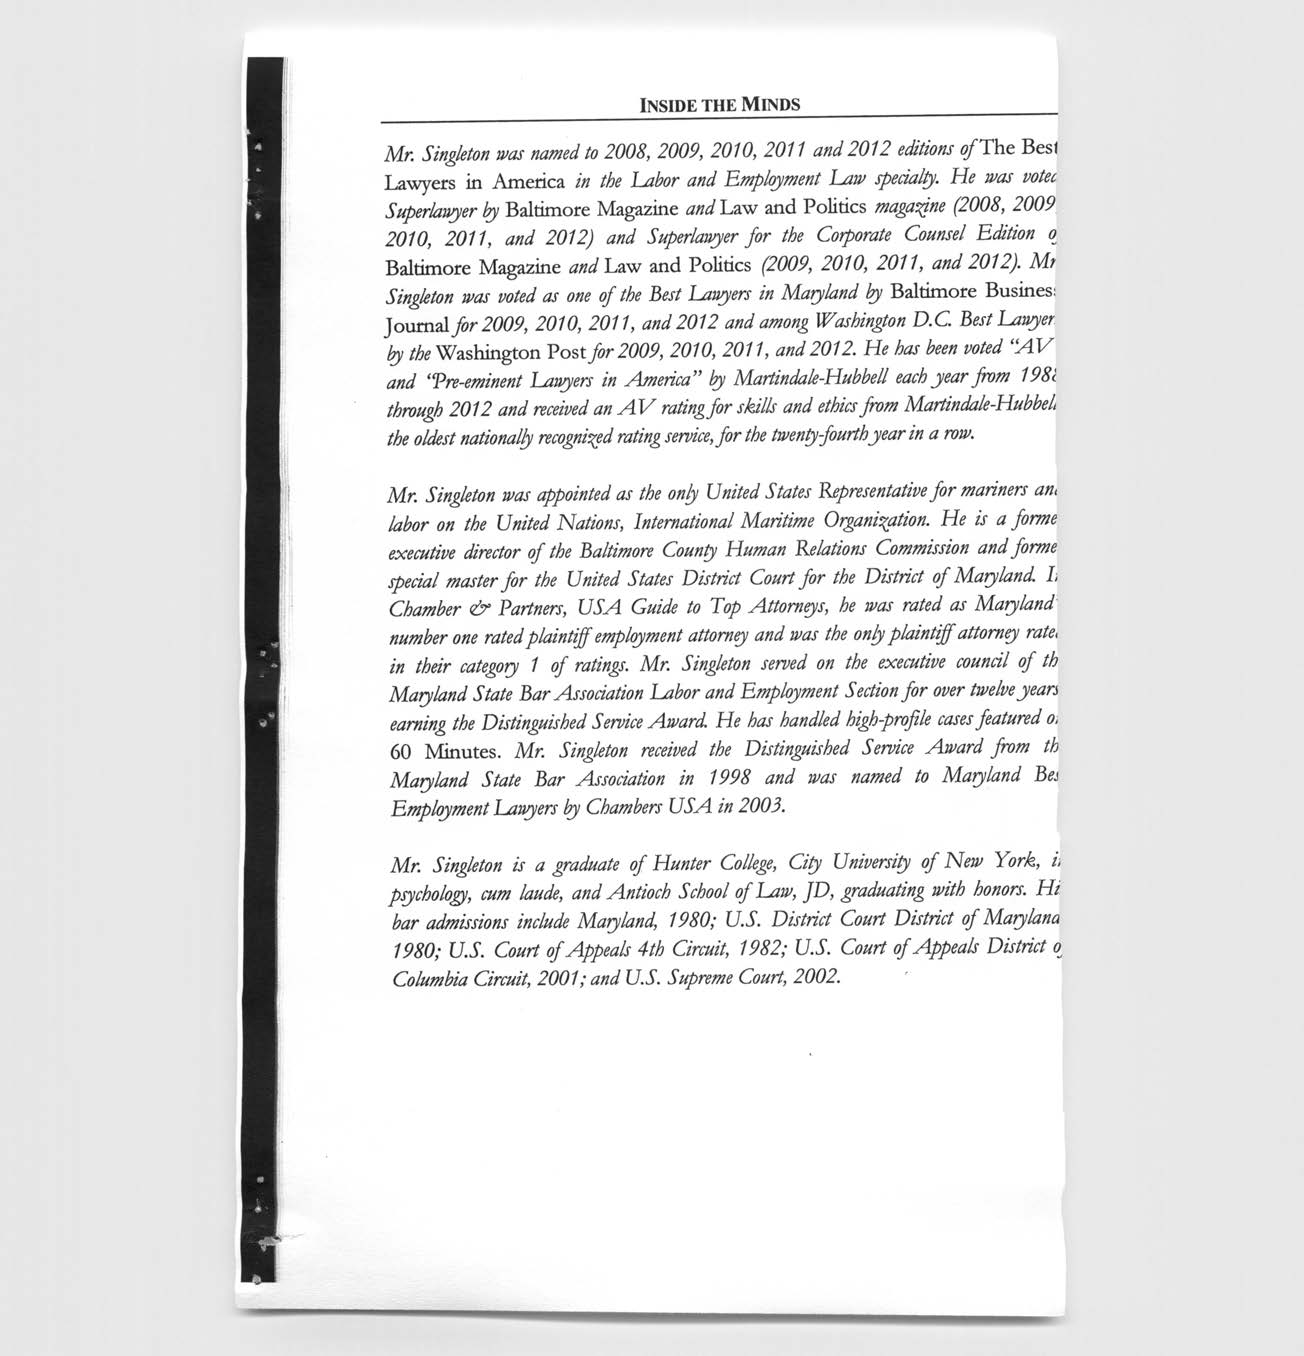 INSIDE THE MINDS
Mr. Singleton was named to 2008, 2009, 2010, 2011 and 2012 editions of The Best
Lawyers in America in the Labor and Employment Law specialty. He was voted
Superlawyer by Baltimore Magazine and Law and Politics magazine (2008, 2009
2010, 2011, and 2012) and Superlawyer for the Corporate Counsel Edition o
Baltimore Magazine and Law and Politics (2009, 2010, 2011, and 2012). Mr
Singleton was voted as one of the Best Lawyers in Maryland by Baltimore Busines
Journal for 2009, 2010, 2011, and 2012 and among Washington D.C. Best Lawyer
by the Washington Post for 2009, 2010, 2011, and 2012. He has been voted “AV
and “Pre-eminent Lawyers in America” by Martindale-Hubbell each year from 1988
through 2012 and received an AV rating for skills and ethics from Martindale-Hubbell
the oldest nationally recognized rating service, for the twenty-fourth year in a row.
Mr. Singleton was appointed as the only United States Representative for mariners an
labor on the United Nations, International Maritime Organization. He is a forme
executive director of the Baltimore County Human Relations Commission and forme
special master for the United States District Court for the District of Maryland. I
Chamber & Partners, USA Guide to Top Attorneys, he was rated as Maryland
number one rated plaintiff employment attorney and was the only plaintiff attorney rate
in their category 1 of ratings. Mr. Singleton served on the executive council of th
Maryland State Bar Association Labor and Employment Section for over twelve years
earning the Distinguished Service Award. He has handled high-profile cases featured o
60 Minutes. Mr. Singleton received the Distinguished Service Award from th
Maryland State Bar Association in 1998 and was named to Maryland Bes
Employment Lawyers by Chambers USA in 2003.
Mr. Singleton is a graduate of Hunter College, City University of New York, i
psychology, cum laude, and Antioch School of Law, JD, graduating with honors. Hi
bar admissions include Maryland, 1980; U.S. District Court District of Maryland
1980; U.S. Court of Appeals 4th Circuit, 1982; U.S. Court of Appeals District o
Columbia Circuit, 2001; and U.S. Supreme Court, 2002.